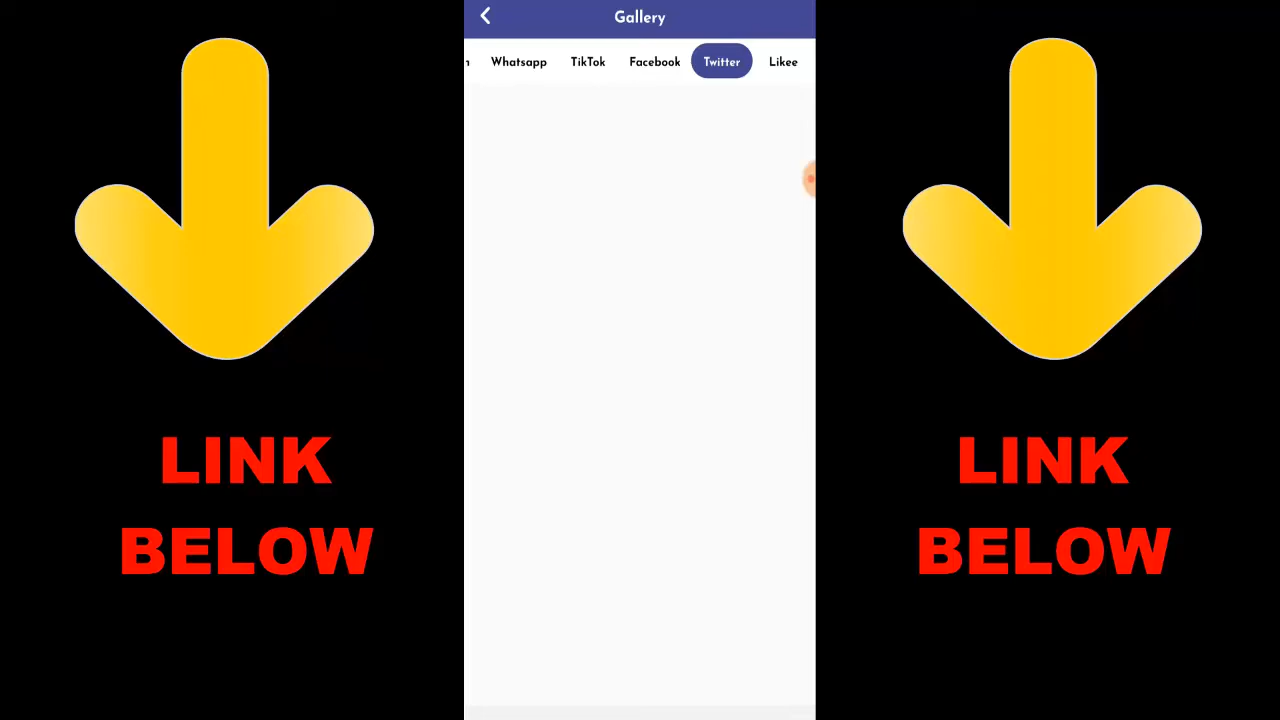 Gallery
Whatsapp TikTok Facebook Twitter Likee
LINK
BELOW
LINK
BELOW